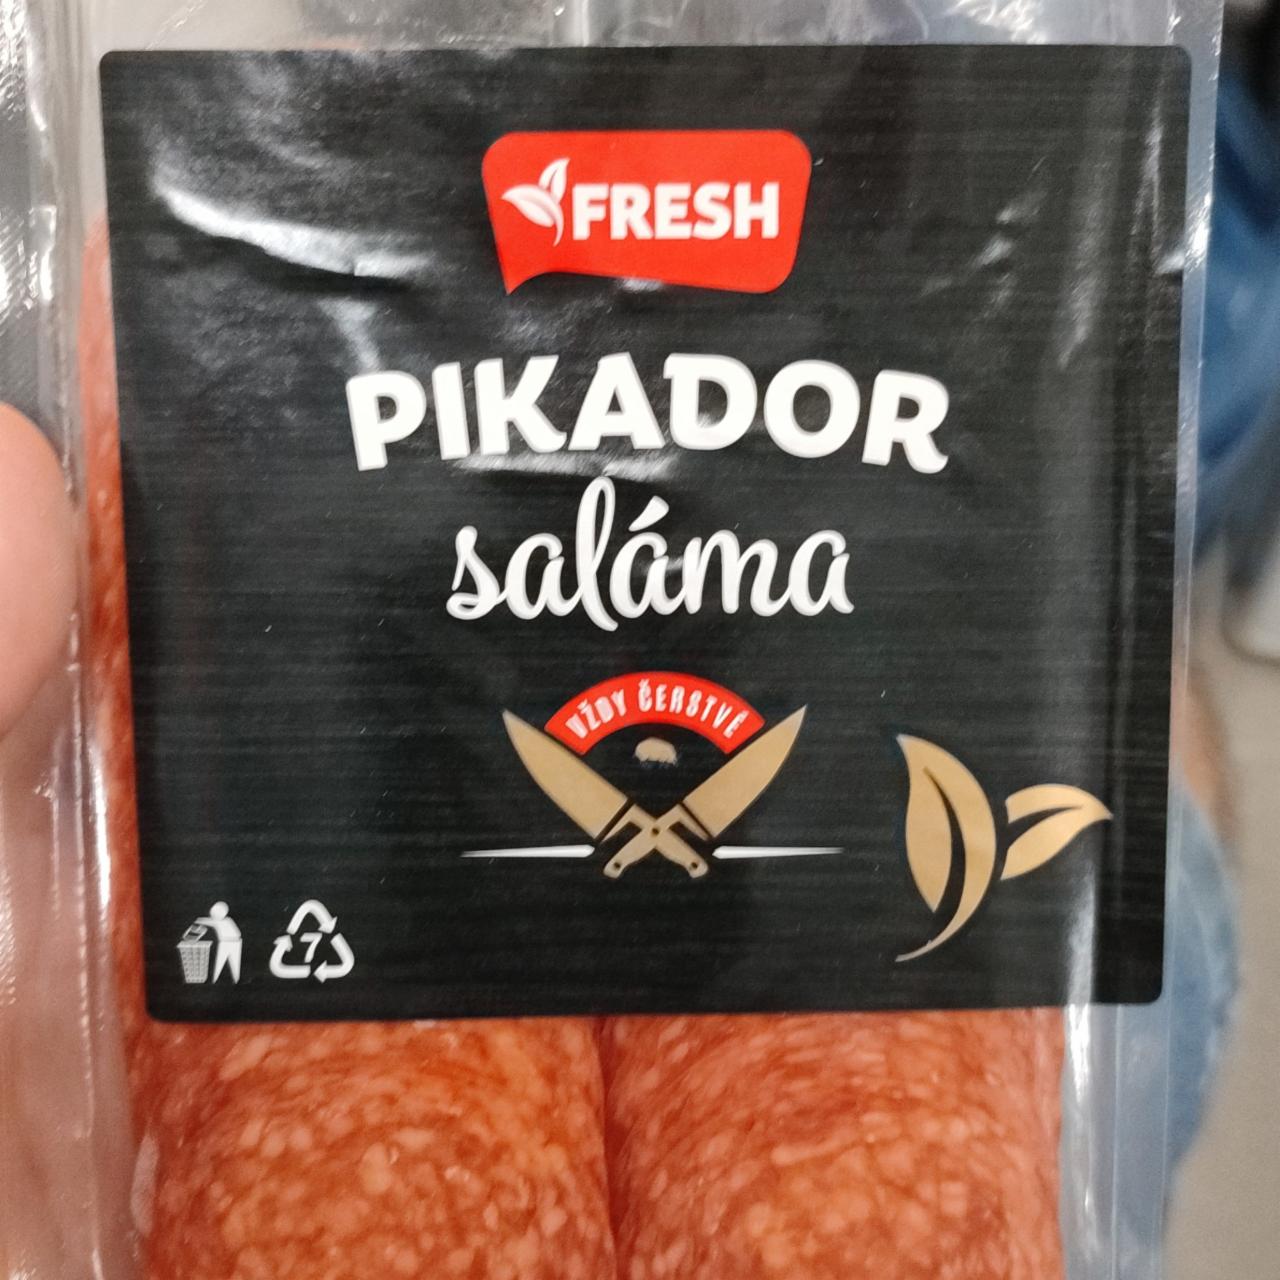 FRESH
PIKADOR
saláma
VŽDY ČERSTVÉ
7